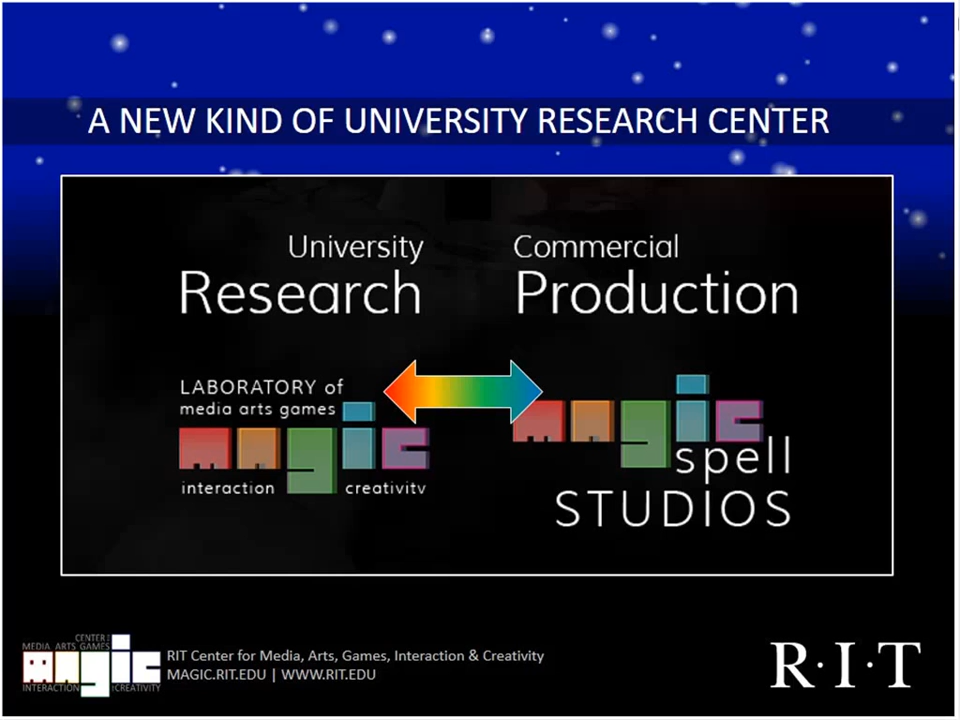 A NEW KIND OF UNIVERSITY RESEARCH CENTER
University
Research
Commercial
Production
LABORATORY of
media arts games
magic
interaction
creativity
magic
spell
STUDIOS
CENTER for
MEDIA ARTS GAMES
magic
INTERACTION & CREATIVITY
RIT Center for Media, Arts, Games, Interaction & Creativity
MAGIC.RIT.EDU | WWW.RIT.EDU
R·I·T